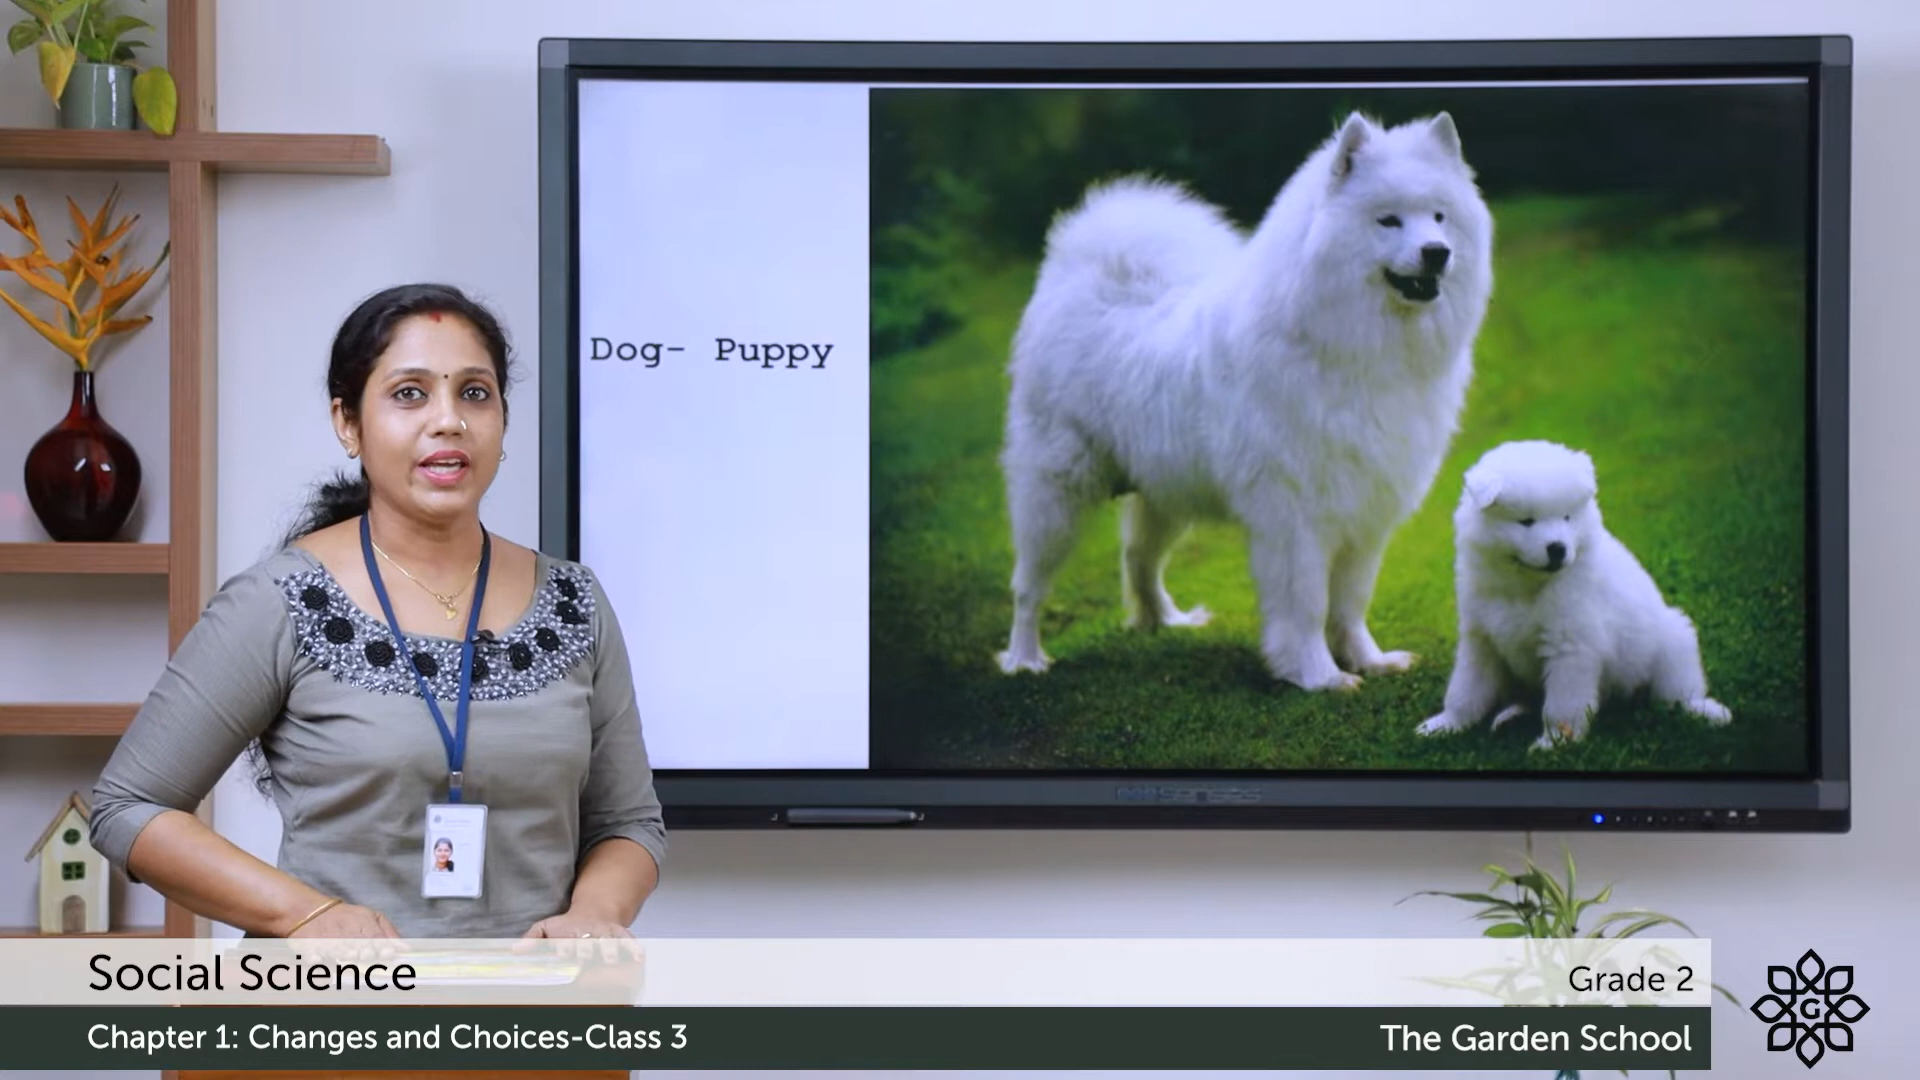 Dog- Puppy
Social Science
Grade 2
Chapter 1: Changes and Choices-Class 3
The Garden School
G